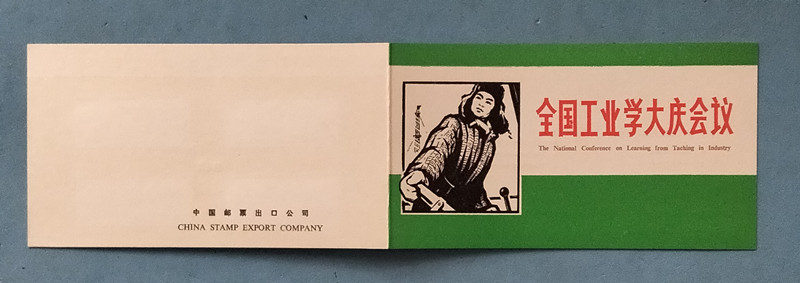 中国邮票出口公司
CHINA STAMP EXPORT COMPANY
全国工业学大庆会议
The National Conference on Learning from Taching in Industry